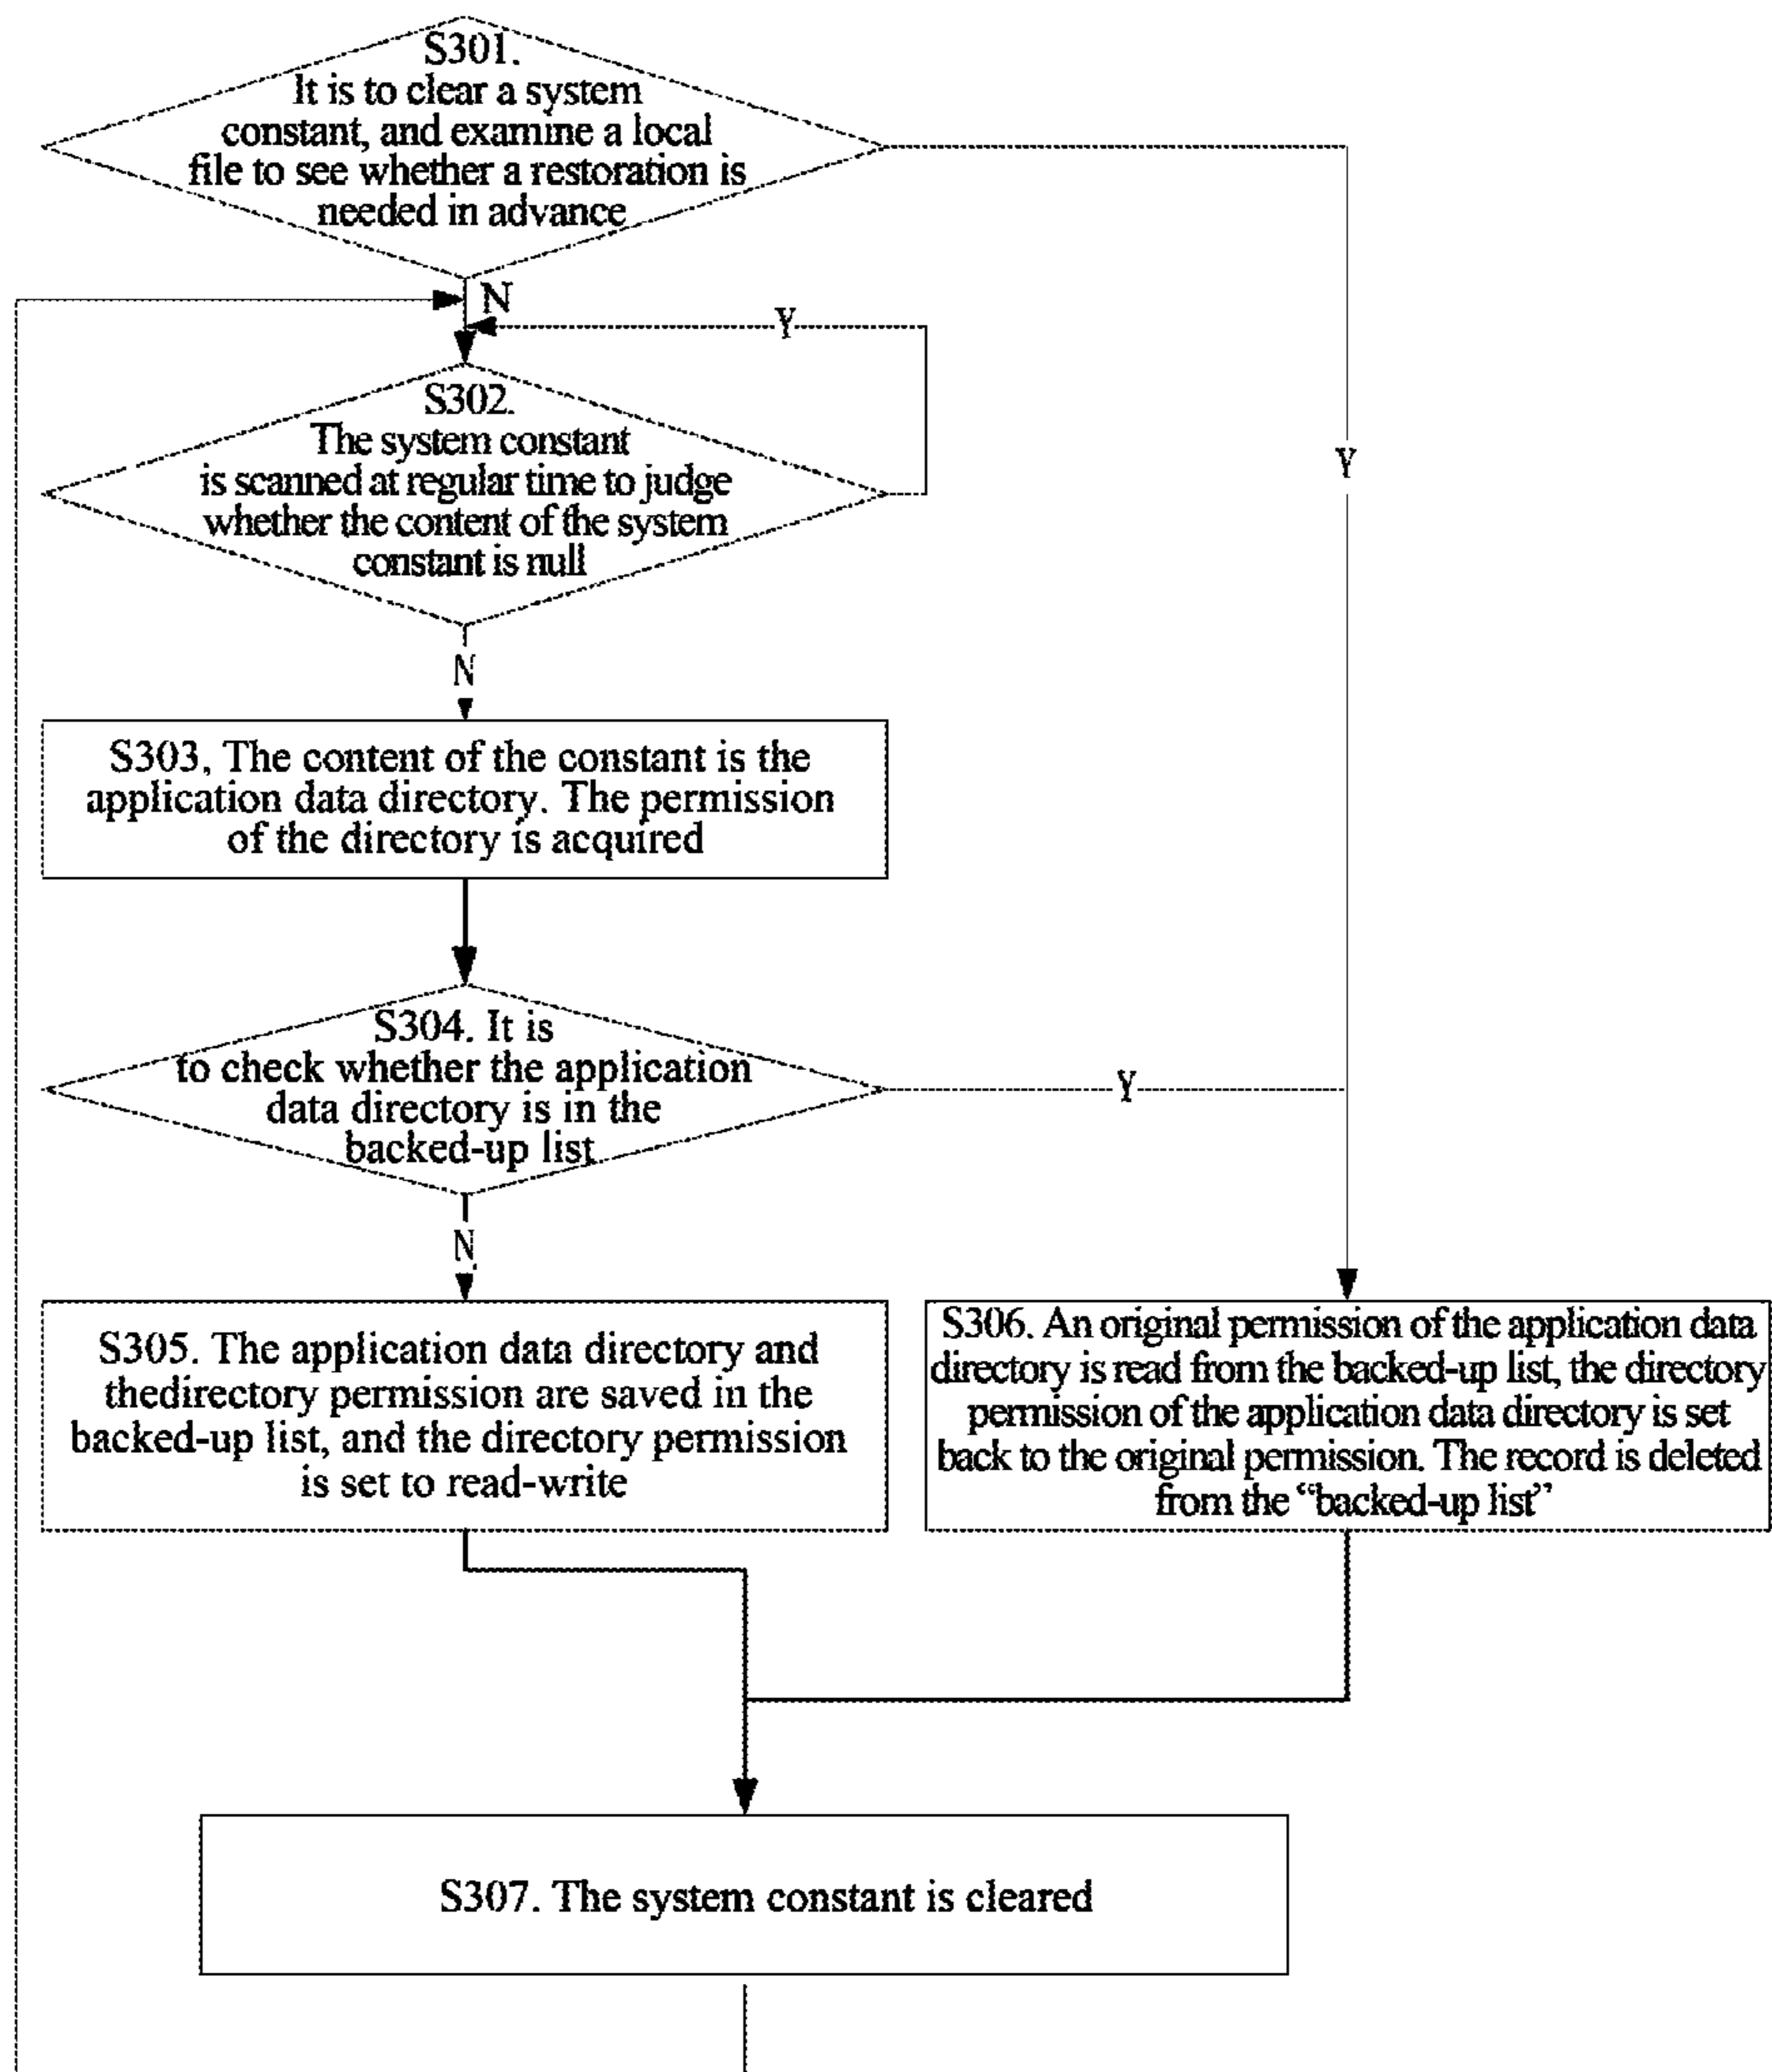 S301.
It is to clear a system
constant, and examine a local
file to see whether a restoration is
needed in advance
N
Y
S302.
The system constant
is scanned at regular time to judge
whether the content of the system
constant is null
Y
N
S303, The content of the constant is the
application data directory. The permission
of the directory is acquired
S304. It is
to check whether the application
data directory is in the
backed-up list
Y
N
S305. The application data directory and
thedirectory permission are saved in the
backed-up list, and the directory permission
is set to read-write
S306. An original permission of the application data
directory is read from the backed-up list, the directory
permission of the application data directory is set
back to the original permission. The record is deleted
from the “backed-up list”
S307. The system constant is cleared